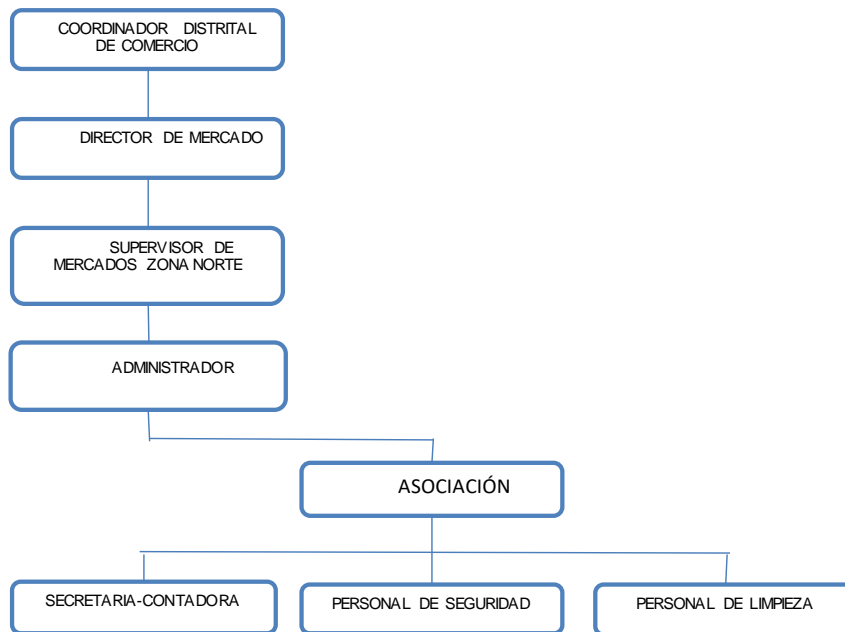 COORDINADOR DISTRITAL
DE COMERCIO
DIRECTOR DE MERCADO
SUPERVISOR DE
MERCADOS ZONA NORTE
ADMINISTRADOR
ASOCIACIÓN
SECRETARIA-CONTADORA
PERSONAL DE SEGURIDAD
PERSONAL DE LIMPIEZA